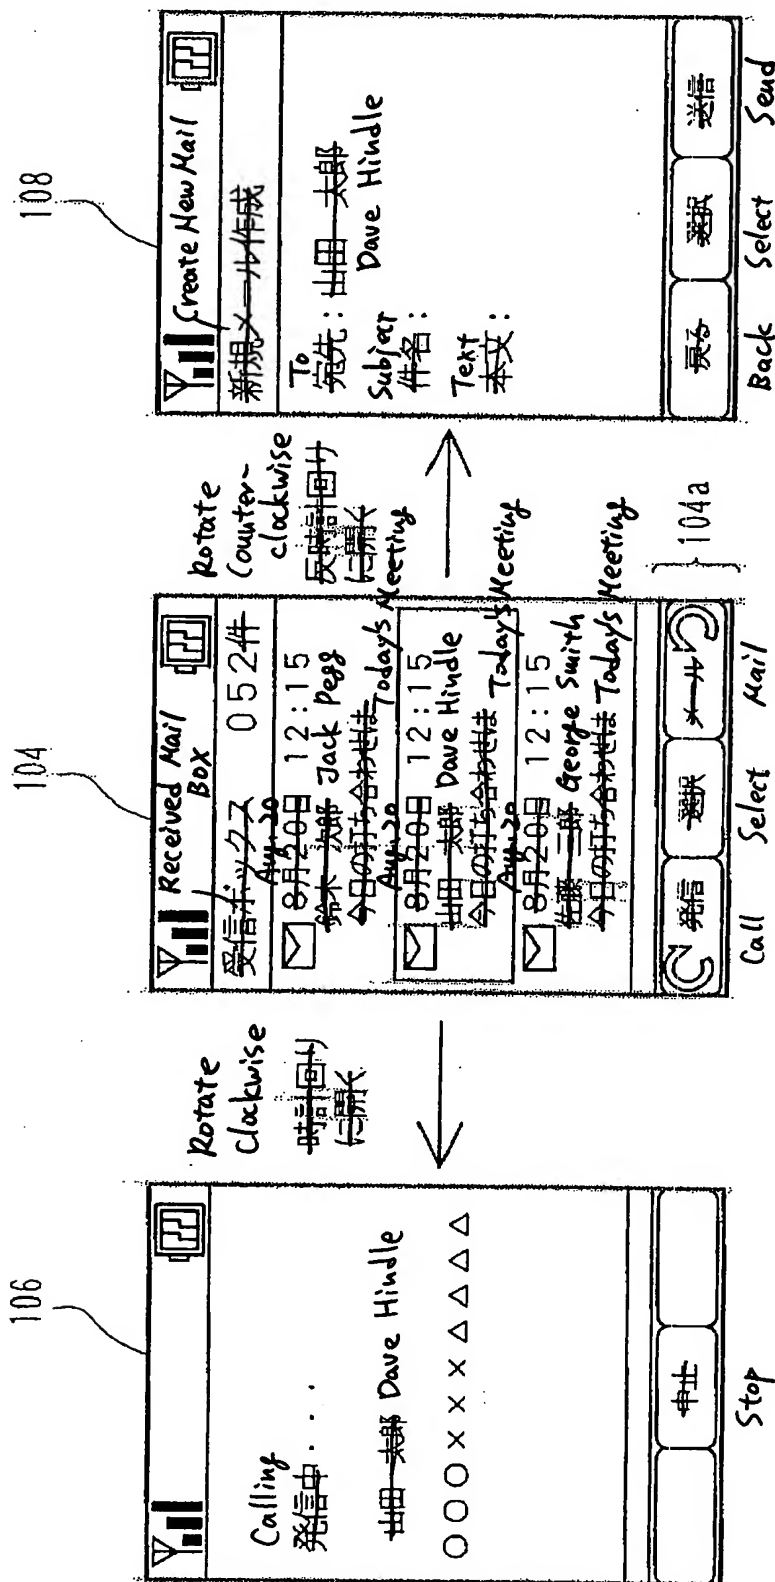 106
Calling
発信中・・・
山田 太郎 Dave Hindle
○○○×××△△△△
中止
Stop
Rotate
Clockwise
時計回り
に開く
104
Received Mail
Box
受信ボックス 052件
Aug. 20
8月20日 12:15
鈴木 次郎 Jack Pegg
今日の打ち合わせは Today's Meeting
Aug. 20
8月20日 12:15
山田 太郎 Dave Hindle
今日の打ち合わせは Today's Meeting
Aug. 20
8月20日 12:15
佐藤 三郎 George Smith
今日の打ち合わせは Today's Meeting
発信 選択 メール
Call Select Mail
104a
Rotate
Counter-
clockwise
反時計回り
に開く
108
Create New Mail
新規メール作成
To
宛先:山田 太郎
Dave Hindle
Subject
件名:
Text
本文:
戻る 選択 送信
Back Select Send